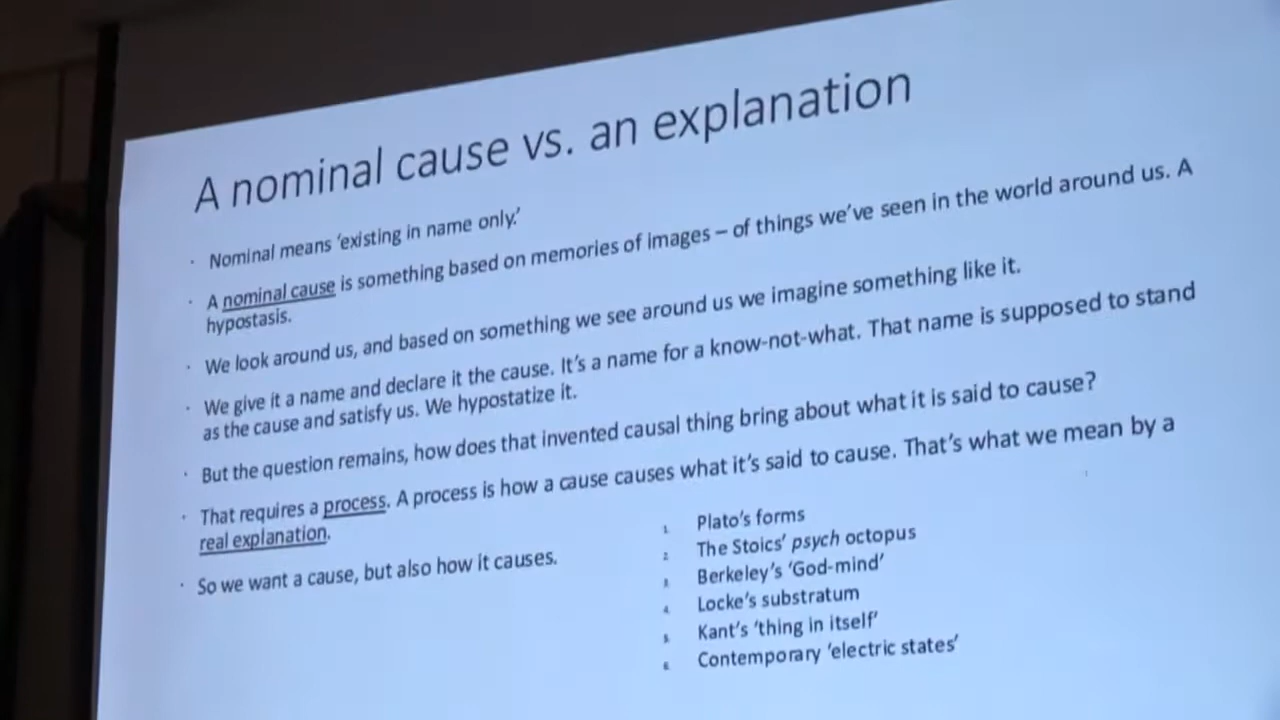 A nominal cause vs. an explanation
· Nominal means 'existing in name only.'
· A nominal cause is something based on memories of images – of things we've seen in the world around us. A
hypostasis.
· We look around us, and based on something we see around us we imagine something like it.
· We give it a name and declare it the cause. It's a name for a know-not-what. That name is supposed to stand
as the cause and satisfy us. We hypostatize it.
· But the question remains, how does that invented causal thing bring about what it is said to cause?
· That requires a process. A process is how a cause causes what it's said to cause. That's what we mean by a
real explanation.
· So we want a cause, but also how it causes.
1. Plato's forms
2. The Stoics' psych octopus
3. Berkeley's 'God-mind'
4. Locke's substratum
5. Kant's 'thing in itself'
6. Contemporary 'electric states'